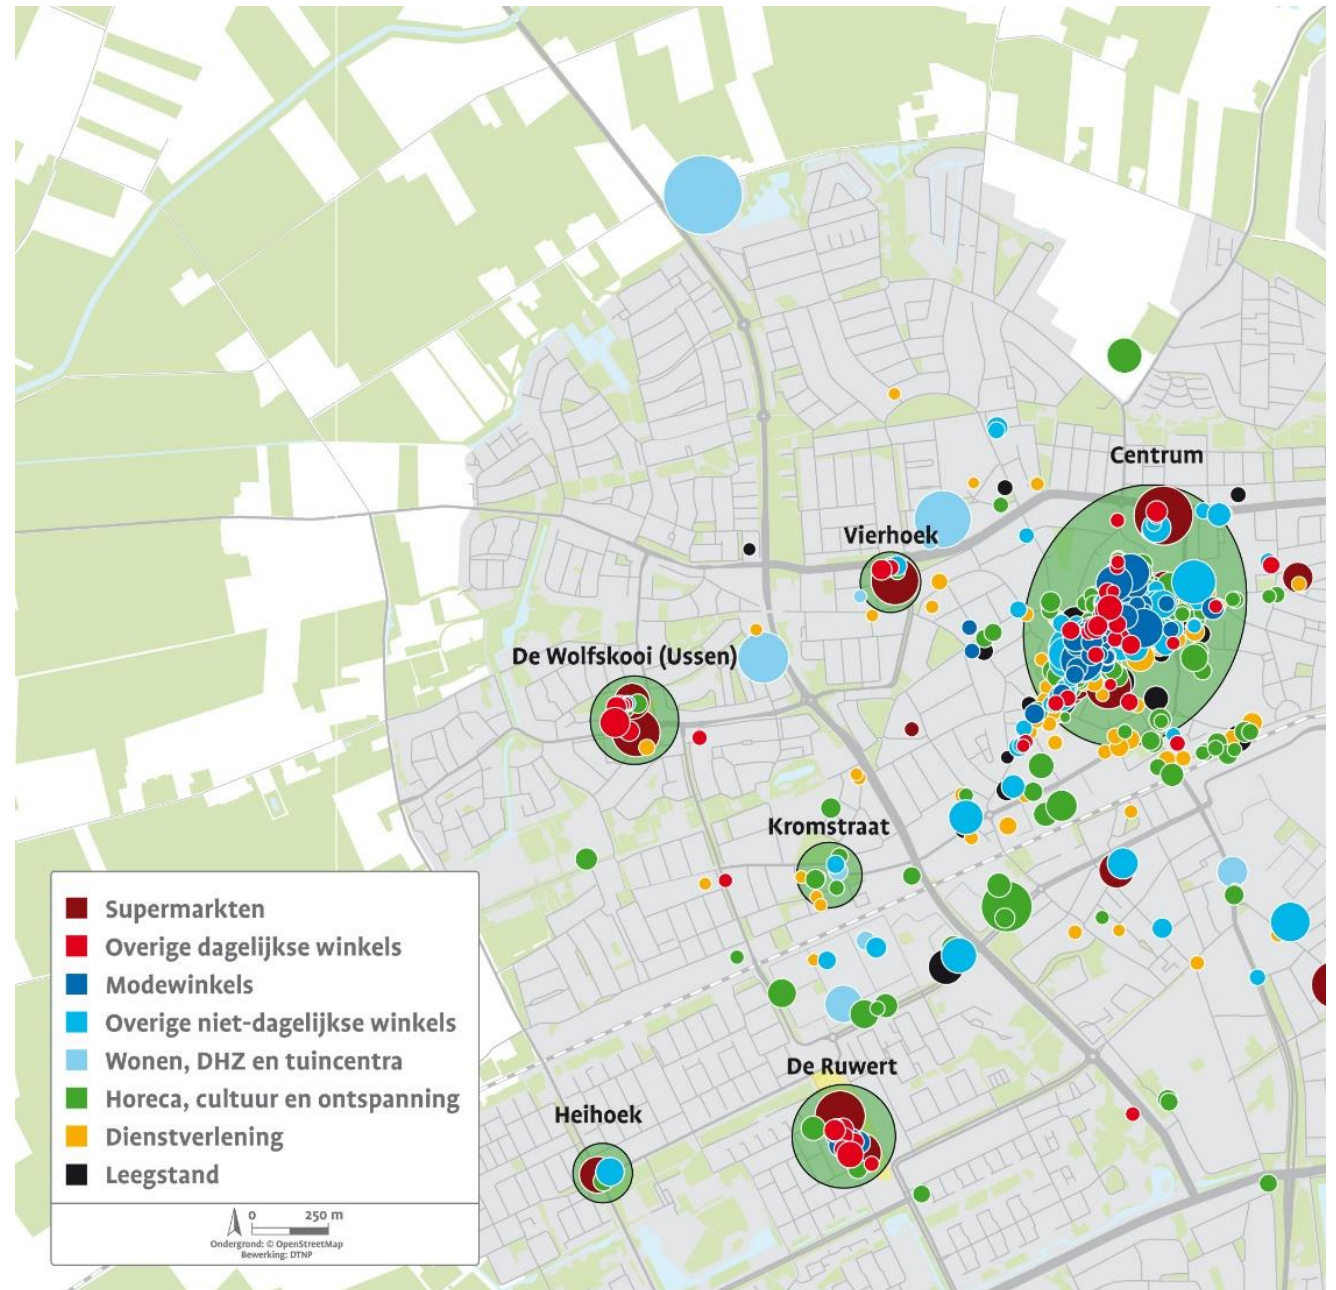 Centrum
Vierhoek
De Wolfskooi (Ussen)
Kromstraat
De Ruwert
Heihoek
Supermarkten
Overige dagelijkse winkels
Modewinkels
Overige niet-dagelijkse winkels
Wonen, DHZ en tuincentra
Horeca, cultuur en ontspanning
Dienstverlening
Leegstand
0 250 m
Ondergrond: © OpenStreetMap
Bewerking: DTNP